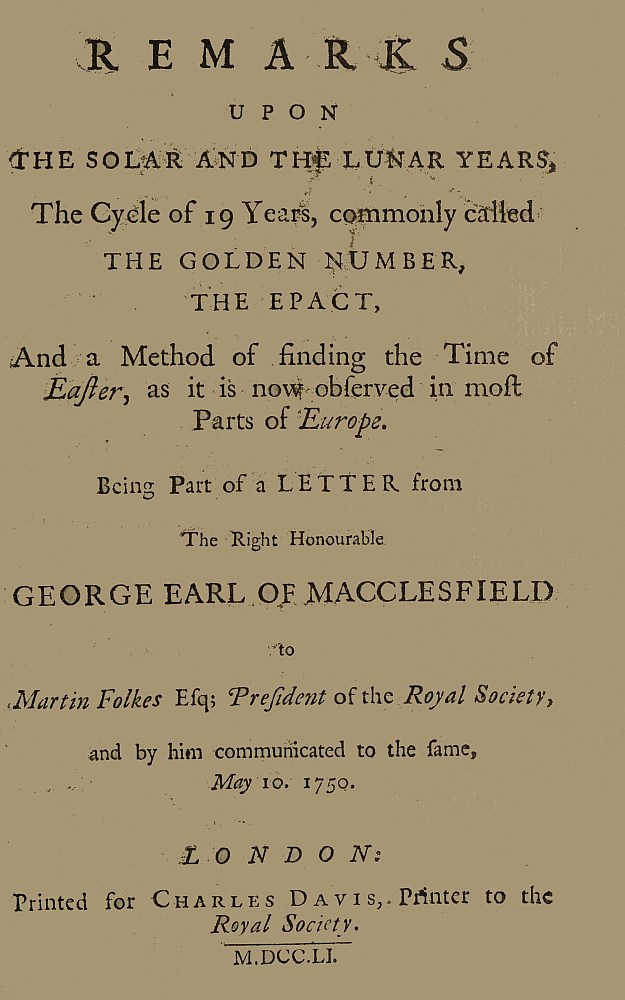 REMARKS
UPON
THE SOLAR AND THE LUNAR YEARS,
The Cycle of 19 Years, commonly called
THE GOLDEN NUMBER,
THE EPACT,
And a Method of finding the Time of
Eaſter, as it is now obſerved in moſt
Parts of Europe.
Being Part of a LETTER from
The Right Honourable
GEORGE EARL OF MACCLESFIELD
to
Martin Folkes Eſq; Preſident of the Royal Society,
and by him communicated to the ſame,
May 10. 1750.
LONDON:
Printed for CHARLES DAVIS, Printer to the
Royal Society.
M.DCC.LI.